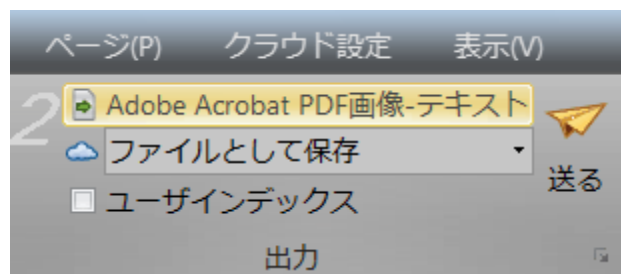 ページ(P) クラウド設定 表示(V)
2
Adobe Acrobat PDF画像-テキスト
ファイルとして保存
送る
ユーザインデックス
出力